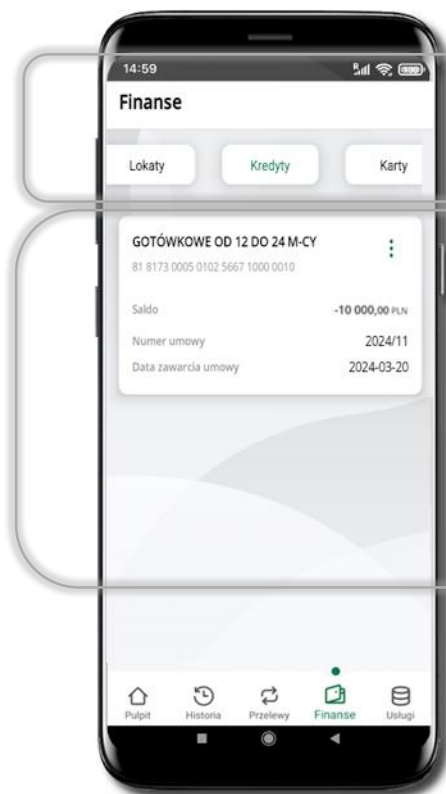 14:59
Finanse
Lokaty Kredyty Karty
GOTÓWKOWE OD 12 DO 24 M-CY
81 8173 0005 0102 5667 1000 0010
Saldo -10 000,00 PLN
Numer umowy 2024/11
Data zawarcia umowy 2024-03-20
Pulpit Historia Przelewy Finanse Usługi